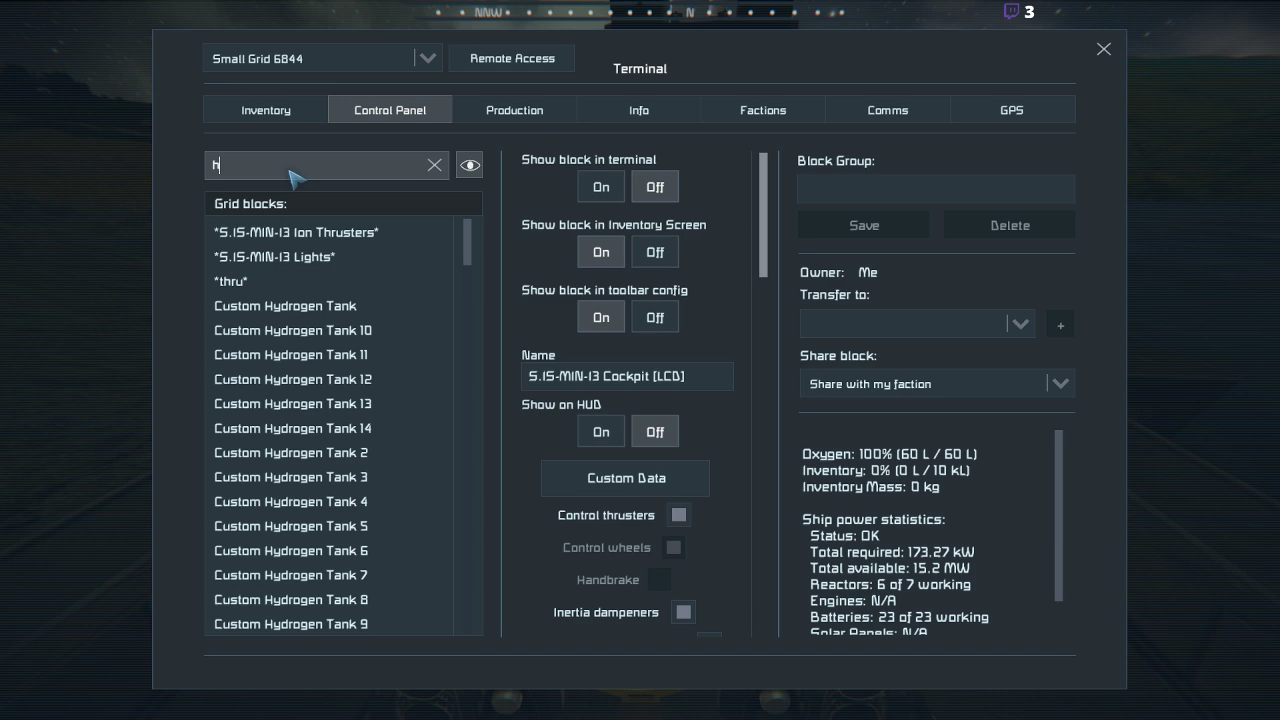 NNW
N
3
Small Grid 6844
Remote Access
Terminal
Inventory
Control Panel
Production
Info
Factions
Comms
GPS
h
Grid blocks:
*S.IS-MIN-13 Ion Thrusters*
*S.IS-MIN-13 Lights*
*thru*
Custom Hydrogen Tank
Custom Hydrogen Tank 10
Custom Hydrogen Tank 11
Custom Hydrogen Tank 12
Custom Hydrogen Tank 13
Custom Hydrogen Tank 14
Custom Hydrogen Tank 2
Custom Hydrogen Tank 3
Custom Hydrogen Tank 4
Custom Hydrogen Tank 5
Custom Hydrogen Tank 6
Custom Hydrogen Tank 7
Custom Hydrogen Tank 8
Custom Hydrogen Tank 9
Show block in terminal
On Off
Show block in Inventory Screen
On Off
Show block in toolbar config
On Off
Name
S.IS-MIN-13 Cockpit [LCD]
Show on HUD
On Off
Custom Data
Control thrusters
Control wheels
Handbrake
Inertia dampeners
Block Group:
Save
Delete
Owner: Me
Transfer to:
+
Share block:
Share with my faction
Oxygen: 100% (60 L / 60 L)
Inventory: 0% (0 L / 10 kL)
Inventory Mass: 0 kg
Ship power statistics:
Status: OK
Total required: 173.27 kW
Total available: 15.2 MW
Reactors: 6 of 7 working
Engines: N/A
Batteries: 23 of 23 working
Solar Panels: N/A